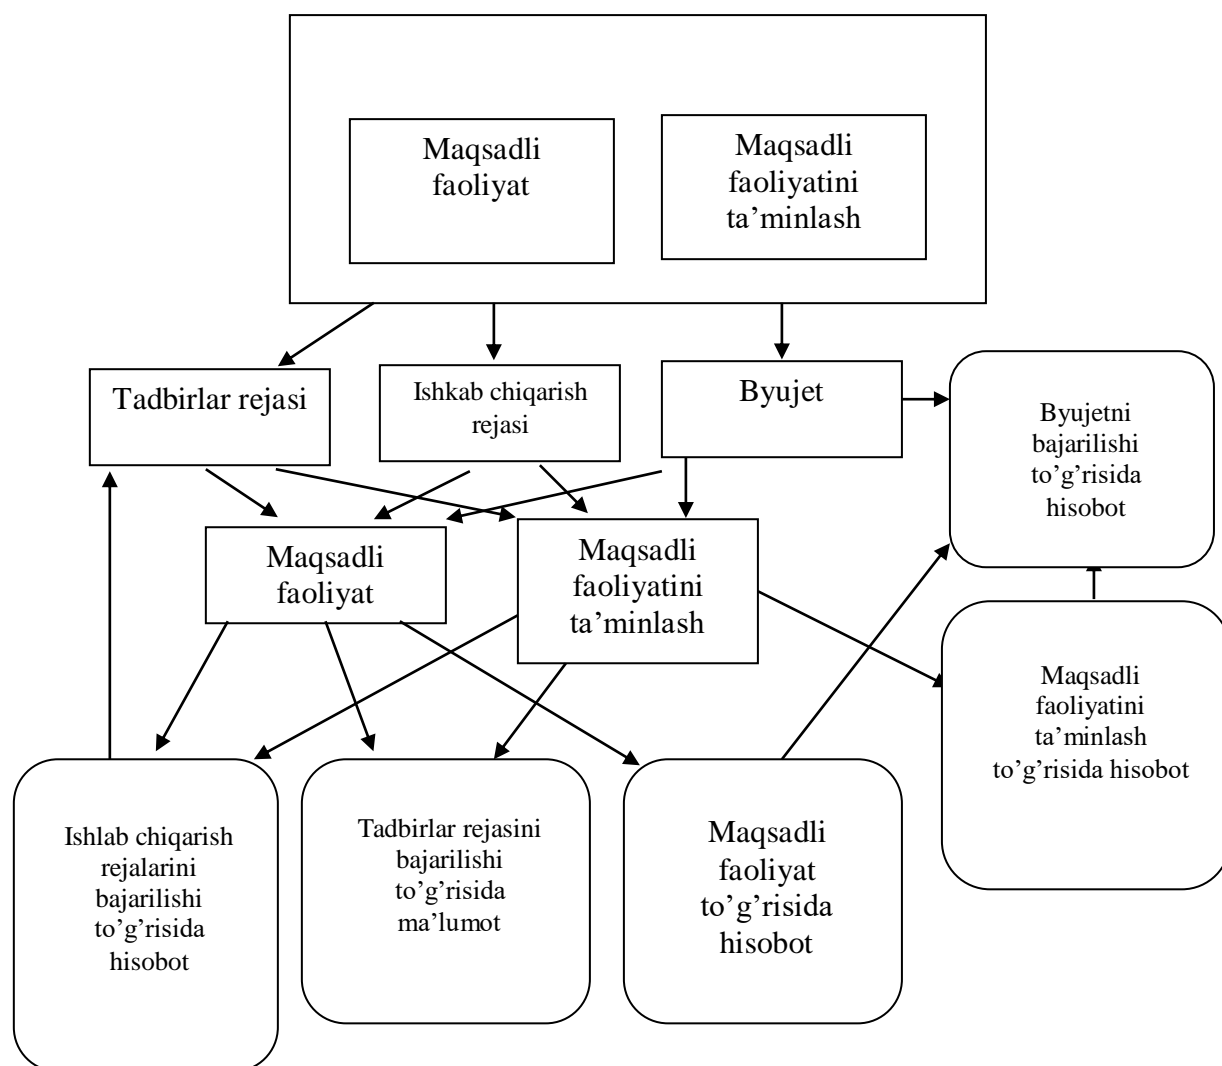 Maqsadli
faoliyat
Maqsadli
faoliyatini
ta’minlash
Tadbirlar rejasi
Ishkab chiqarish
rejasi
Byujet
Byujetni
bajarilishi
to’g’risida
hisobot
Maqsadli
faoliyat
Maqsadli
faoliyatini
ta’minlash
Maqsadli
faoliyatini
ta’minlash
to’g’risida hisobot
Ishlab chiqarish
rejalarini
bajarilishi
to’g’risida
hisobot
Tadbirlar rejasini
bajarilishi
to’g’risida
ma’lumot
Maqsadli
faoliyat
to’g’risida
hisobot